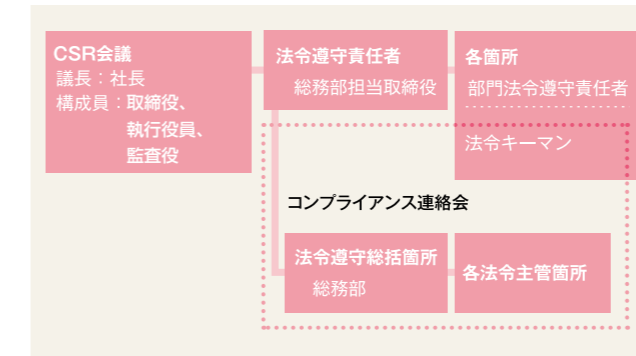 CSR会議
議長：社長
構成員：取締役、
執行役員、
監査役
法令遵守責任者
総務部担当取締役
各箇所
部門法令遵守責任者
法令キーマン
コンプライアンス連絡会
法令遵守総括箇所
総務部
各法令主管箇所